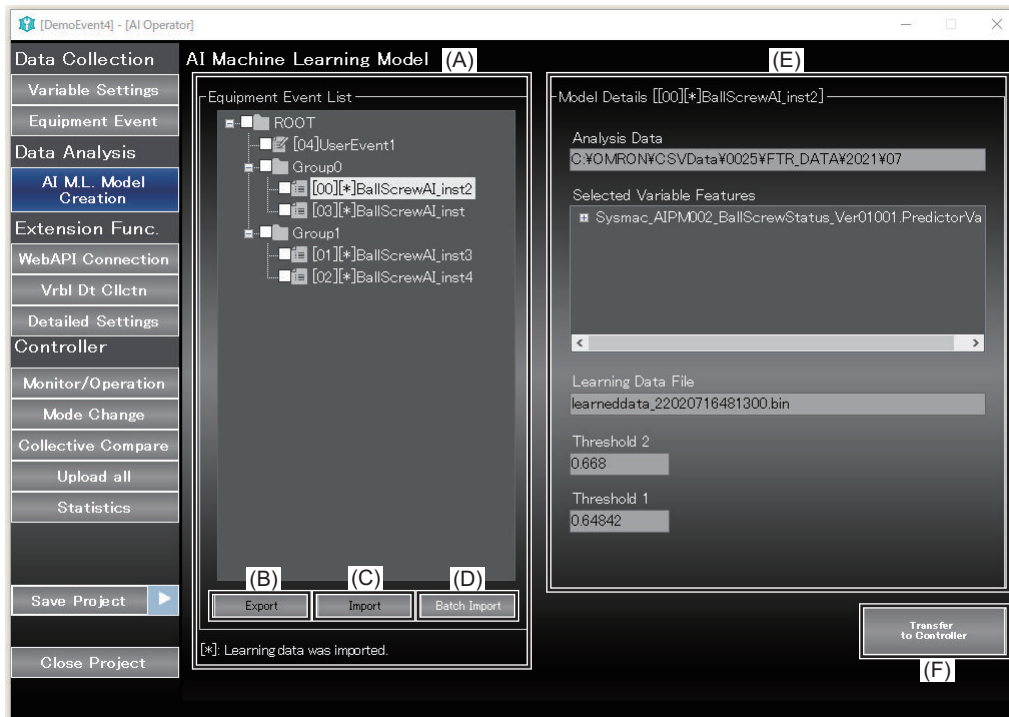 [DemoEvent4] - [AI Operator]
Data Collection
Variable Settings
Equipment Event
Data Analysis
AI M.L. Model
Creation
Extension Func.
WebAPI Connection
Vrbl Dt Cllctn
Detailed Settings
Controller
Monitor/Operation
Mode Change
Collective Compare
Upload all
Statistics
Save Project
Close Project
AI Machine Learning Model
(A)
Equipment Event List
ROOT
[04]UserEvent1
Group0
[00][*]BallScrewAI_inst2
[03][*]BallScrewAI_inst
Group1
[01][*]BallScrewAI_inst3
[02][*]BallScrewAI_inst4
(B) (C) (D)
Export Import Batch Import
[*]: Learning data was imported.
(E)
Model Details [[00][*]BallScrewAI_inst2]
Analysis Data
C:¥OMRON¥CSVData¥0025¥FTR_DATA¥2021¥07
Selected Variable Features
Sysmac_AIPM002_BallScrewStatus_Ver01001.PredictorVa
Learning Data File
learneddata_22020716481300.bin
Threshold 2
0.668
Threshold 1
0.64842
Transfer
to Controller
(F)